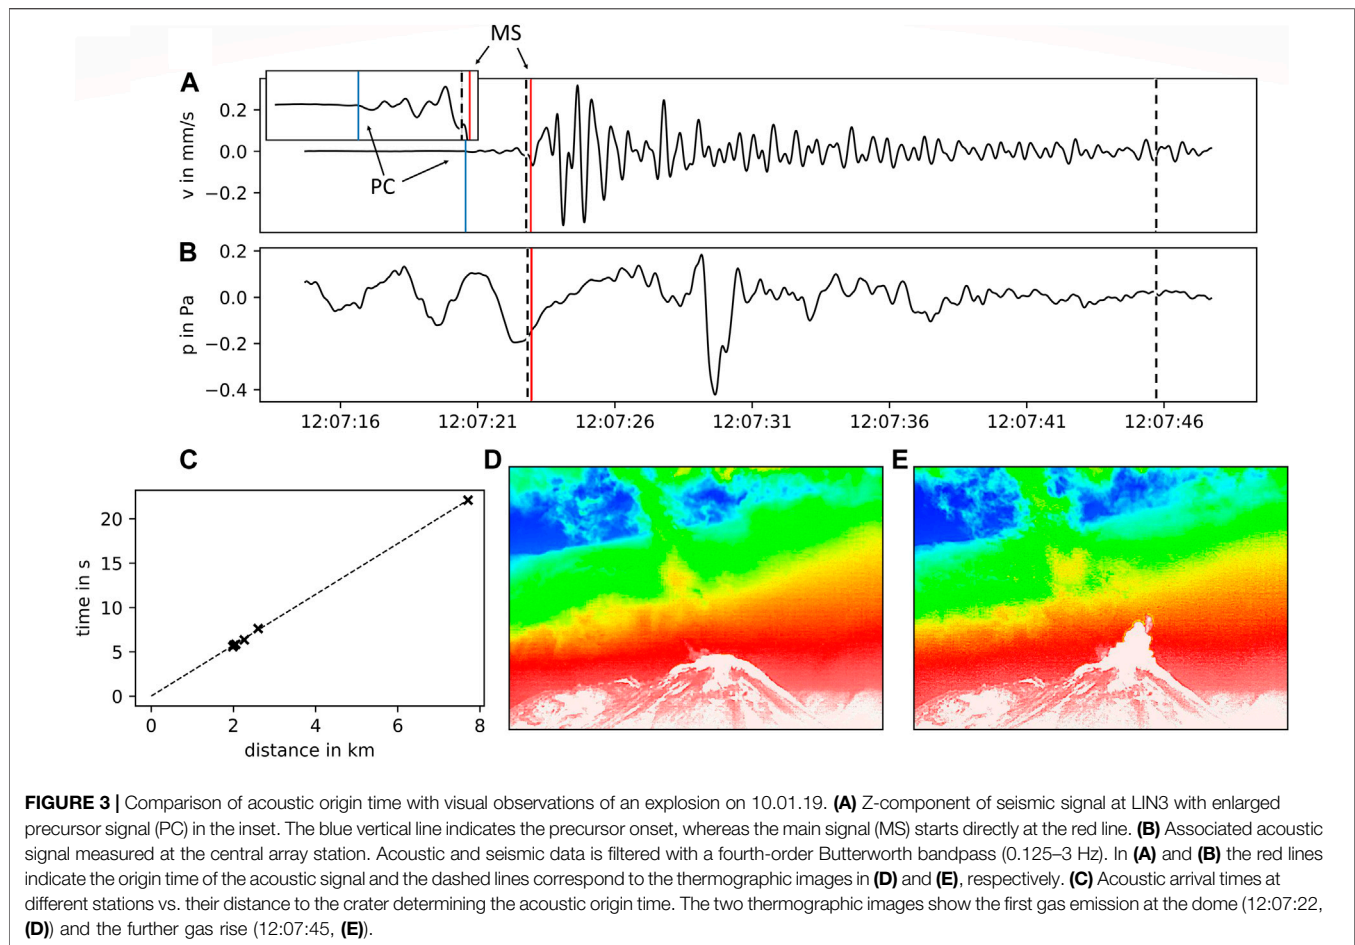 MS
A
0.2
0.0
−0.2
v in mm/s
PC
B
0.2
0.0
−0.2
−0.4
p in Pa
12:07:16 12:07:21 12:07:26 12:07:31 12:07:36 12:07:41 12:07:46
C
20
15
10
5
0
time in s
0 2 4 6 8
distance in km
D
E
FIGURE 3 | Comparison of acoustic origin time with visual observations of an explosion on 10.01.19. (A) Z-component of seismic signal at LIN3 with enlarged
precursor signal (PC) in the inset. The blue vertical line indicates the precursor onset, whereas the main signal (MS) starts directly at the red line. (B) Associated acoustic
signal measured at the central array station. Acoustic and seismic data is filtered with a fourth-order Butterworth bandpass (0.125–3 Hz). In (A) and (B) the red lines
indicate the origin time of the acoustic signal and the dashed lines correspond to the thermographic images in (D) and (E), respectively. (C) Acoustic arrival times at
different stations vs. their distance to the crater determining the acoustic origin time. The two thermographic images show the first gas emission at the dome (12:07:22,
(D)) and the further gas rise (12:07:45, (E)).